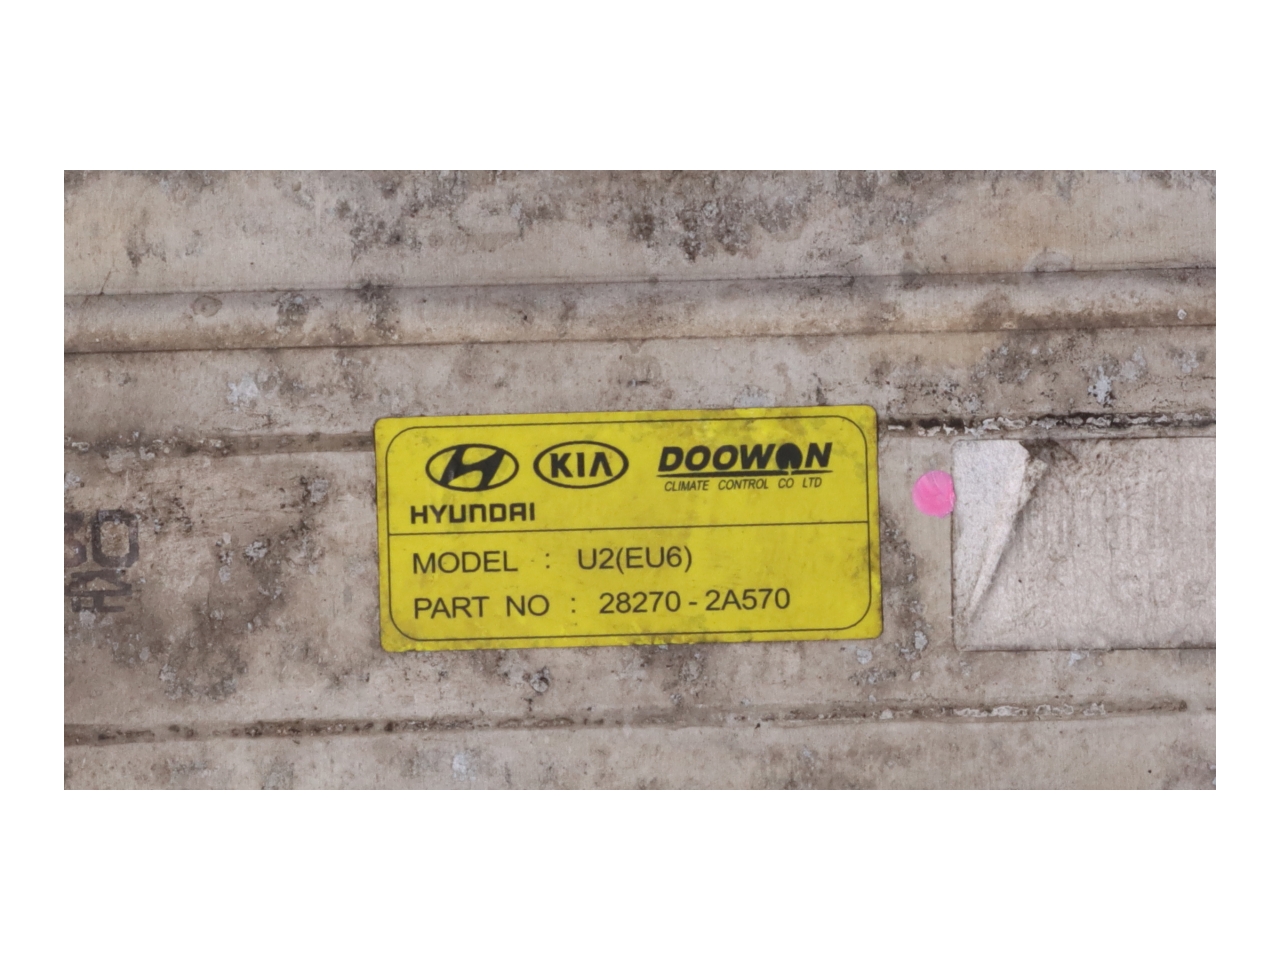 HYUNDAI
KIA
DOOWON
CLIMATE CONTROL CO LTD
MODEL : U2(EU6)
PART NO : 28270-2A570